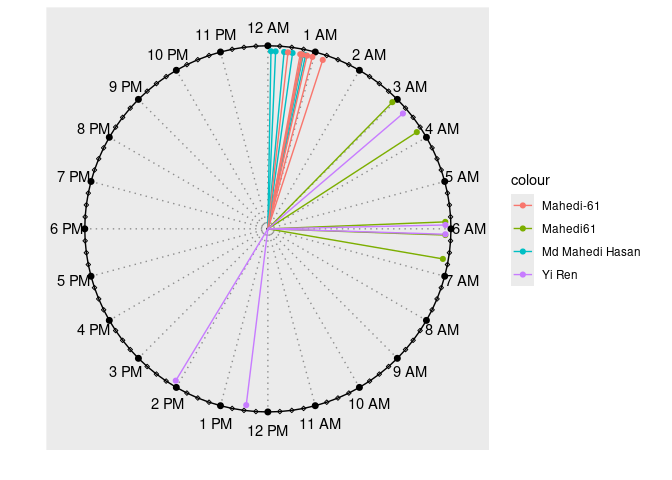 12 AM
11 PM
1 AM
10 PM
2 AM
9 PM
3 AM
8 PM
4 AM
7 PM
5 AM
6 PM
6 AM
5 PM
7 AM
4 PM
8 AM
3 PM
9 AM
2 PM
10 AM
1 PM
11 AM
12 PM
colour
Mahedi-61
Mahedi61
Md Mahedi Hasan
Yi Ren